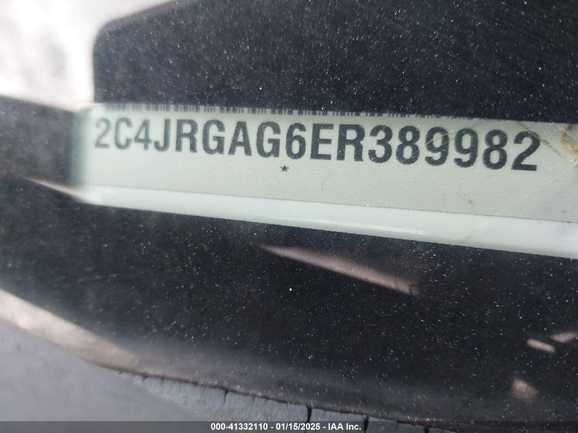 2C4JRGAG6ER389982
*
000-41332110 - 01/15/2025 - IAA Inc.